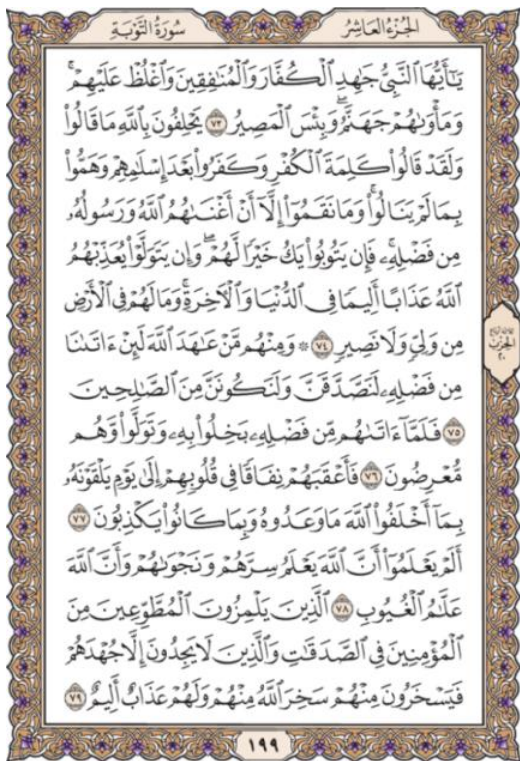 الجزء العاشر
سورة التوبة
يَٰٓأَيُّهَا ٱلنَّبِيُّ جَٰهِدِ ٱلۡكُفَّارَ وَٱلۡمُنَٰفِقِينَ وَٱغۡلُظۡ عَلَيۡهِمۡۚ
وَمَأۡوَىٰهُمۡ جَهَنَّمُۖ وَبِئۡسَ ٱلۡمَصِيرُ ٧٣ يَحۡلِفُونَ بِٱللَّهِ مَا قَالُواْ
وَلَقَدۡ قَالُواْ كَلِمَةَ ٱلۡكُفۡرِ وَكَفَرُواْ بَعۡدَ إِسۡلَٰمِهِمۡ وَهَمُّواْ
بِمَا لَمۡ يَنَالُواْۚ وَمَا نَقَمُوٓاْ إِلَّآ أَنۡ أَغۡنَىٰهُمُ ٱللَّهُ وَرَسُولُهُۥ
مِن فَضۡلِهِۦۚ فَإِن يَتُوبُواْ يَكُ خَيۡرٗا لَّهُمۡۖ وَإِن يَتَوَلَّوۡاْ يُعَذِّبۡهُمُ
ٱللَّهُ عَذَابًا أَلِيمٗا فِي ٱلدُّنۡيَا وَٱلۡأٓخِرَةِۚ وَمَا لَهُمۡ فِي ٱلۡأَرۡضِ
مِن وَلِيّٖ وَلَا نَصِيرٖ ٧٤ ۞ وَمِنۡهُم مَّنۡ عَٰهَدَ ٱللَّهَ لَئِنۡ ءَاتَىٰنَا
مِن فَضۡلِهِۦ لَنَصَّدَّقَنَّ وَلَنَكُونَنَّ مِنَ ٱلصَّٰلِحِينَ
٧٥ فَلَمَّآ ءَاتَىٰهُم مِّن فَضۡلِهِۦ بَخِلُواْ بِهِۦ وَتَوَلَّواْ وَّهُم
مُّعۡرِضُونَ ٧٦ فَأَعۡقَبَهُمۡ نِفَاقٗا فِي قُلُوبِهِمۡ إِلَىٰ يَوۡمِ يَلۡقَوۡنَهُۥ
بِمَآ أَخۡلَفُواْ ٱللَّهَ مَا وَعَدُوهُ وَبِمَا كَانُواْ يَكۡذِبُونَ ٧٧
أَلَمۡ يَعۡلَمُوٓاْ أَنَّ ٱللَّهَ يَعۡلَمُ سِرَّهُمۡ وَنَجۡوَىٰهُمۡ وَأَنَّ ٱللَّهَ
عَلَّٰمُ ٱلۡغُيُوبِ ٧٨ ٱلَّذِينَ يَلۡمِزُونَ ٱلۡمُطَّوِّعِينَ مِنَ
ٱلۡمُؤۡمِنِينَ فِي ٱلصَّدَقَٰتِ وَٱلَّذِينَ لَا يَجِدُونَ إِلَّا جُهۡدَهُمۡ
فَيَسۡخَرُونَ مِنۡهُمۡ سَخِرَ ٱللَّهُ مِنۡهُمۡ وَلَهُمۡ عَذَابٌ أَلِيمٌ ٧٩
الحزب
٢٠
١٩٩